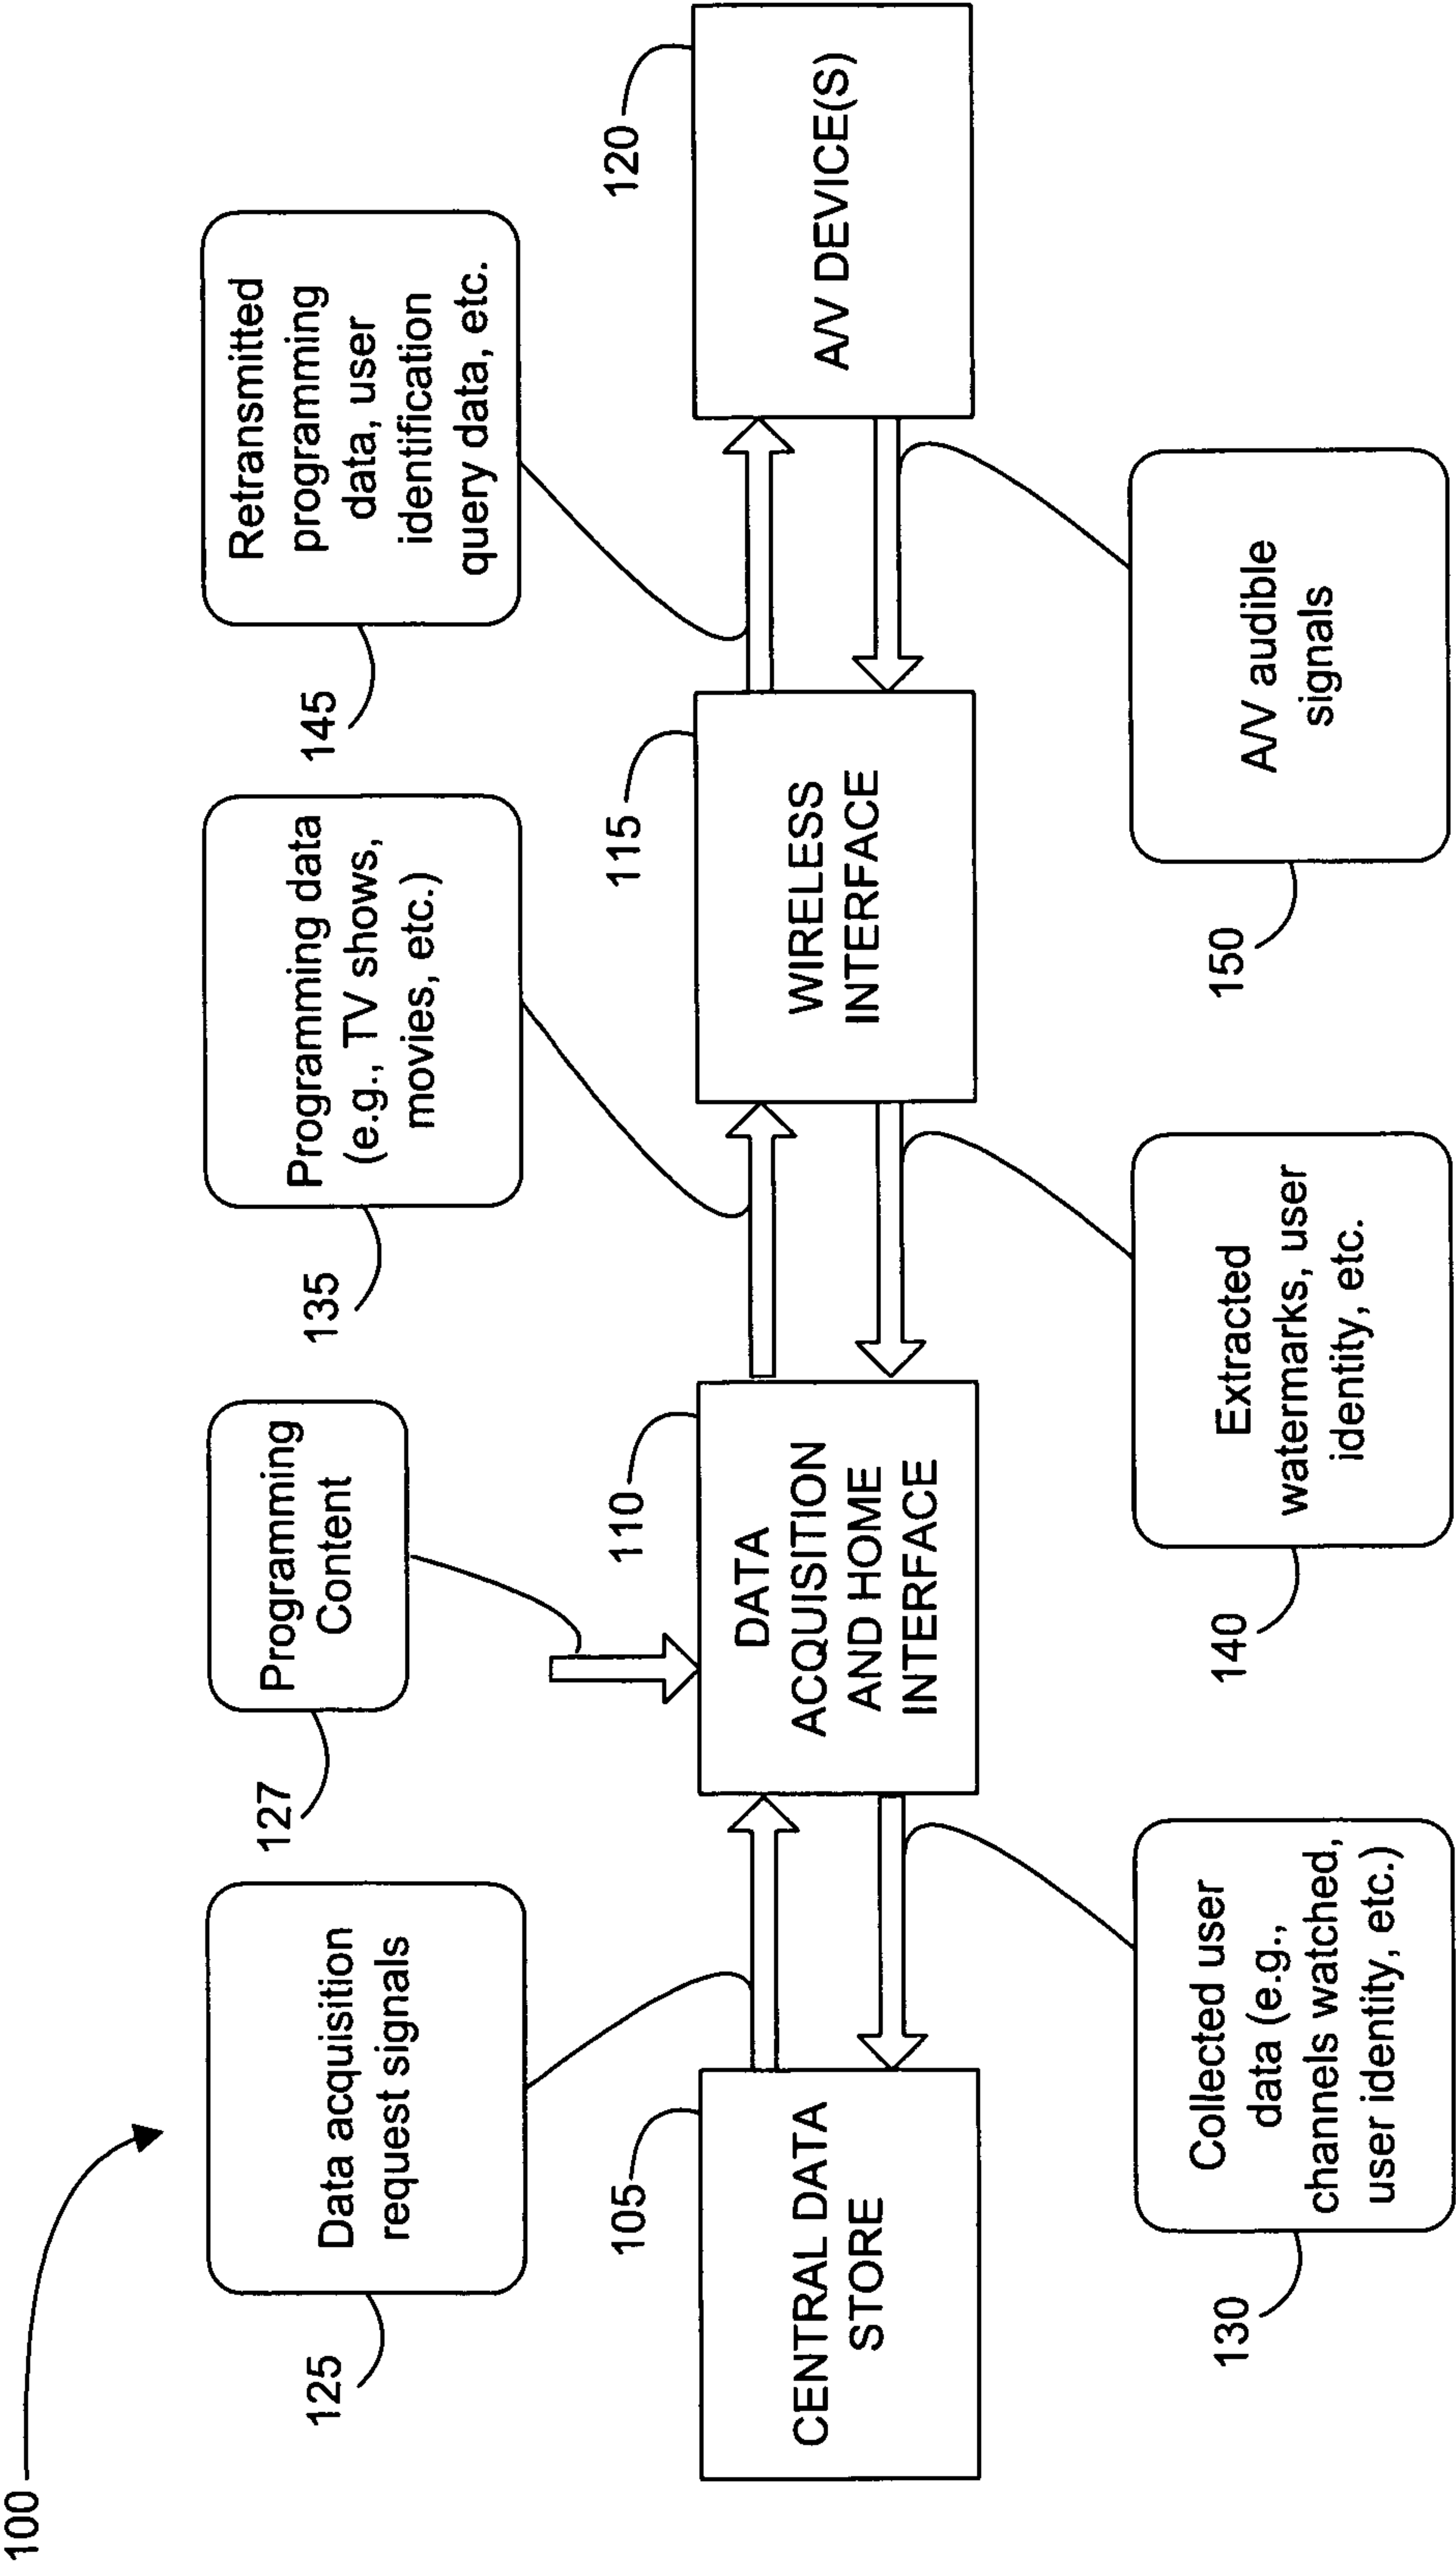 100
125
Data acquisition
request signals
127
Programming
Content
135
Programming data
(e.g., TV shows,
movies, etc.)
145
Retransmitted
programming
data, user
identification
query data, etc.
105
CENTRAL DATA
STORE
110
DATA
ACQUISITION
AND HOME
INTERFACE
115
WIRELESS
INTERFACE
120
A/V DEVICE(S)
130
Collected user
data (e.g.,
channels watched,
user identity, etc.)
140
Extracted
watermarks, user
identity, etc.
150
A/V audible
signals